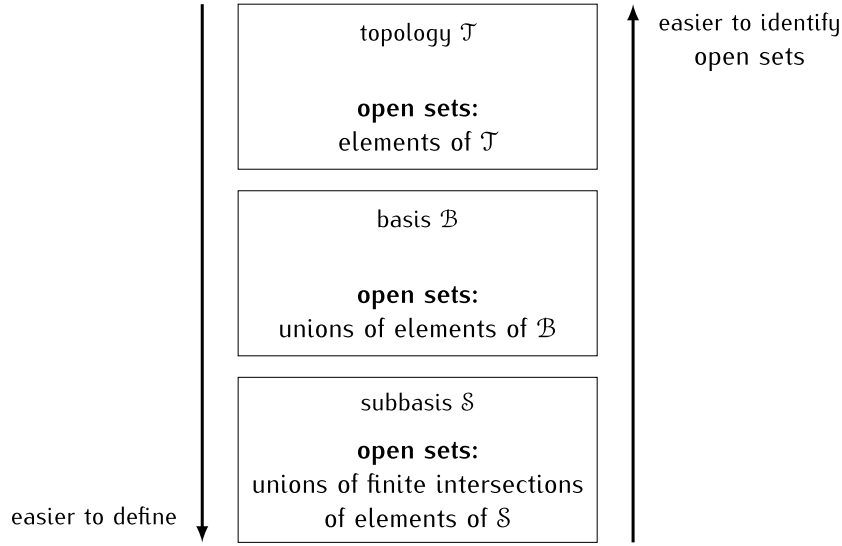 topology 𝒯
open sets:
elements of 𝒯
basis ℬ
open sets:
unions of elements of ℬ
subbasis 𝒮
open sets:
unions of finite intersections
of elements of 𝒮
easier to define
easier to identify
open sets